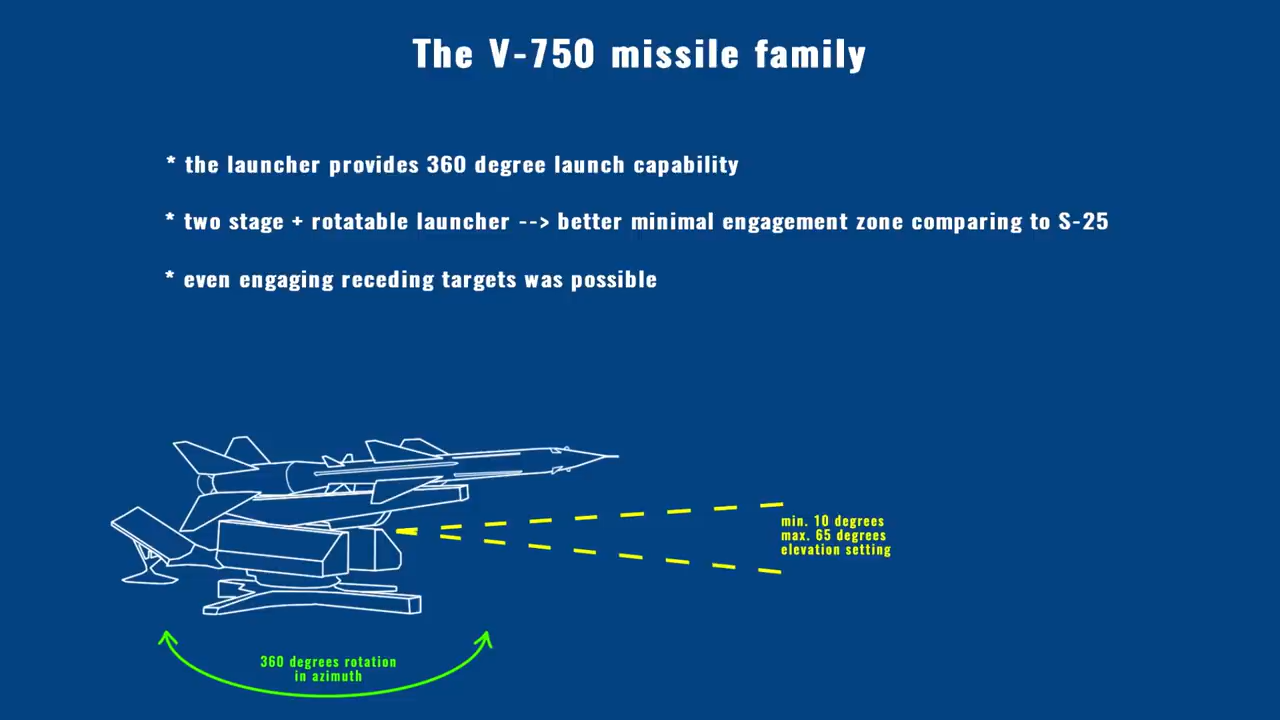 The V-750 missile family
* the launcher provides 360 degree launch capability
* two stage + rotatable launcher --> better minimal engagement zone comparing to S-25
* even engaging receding targets was possible
min. 10 degrees
max. 65 degrees
elevation setting
360 degrees rotation
in azimuth